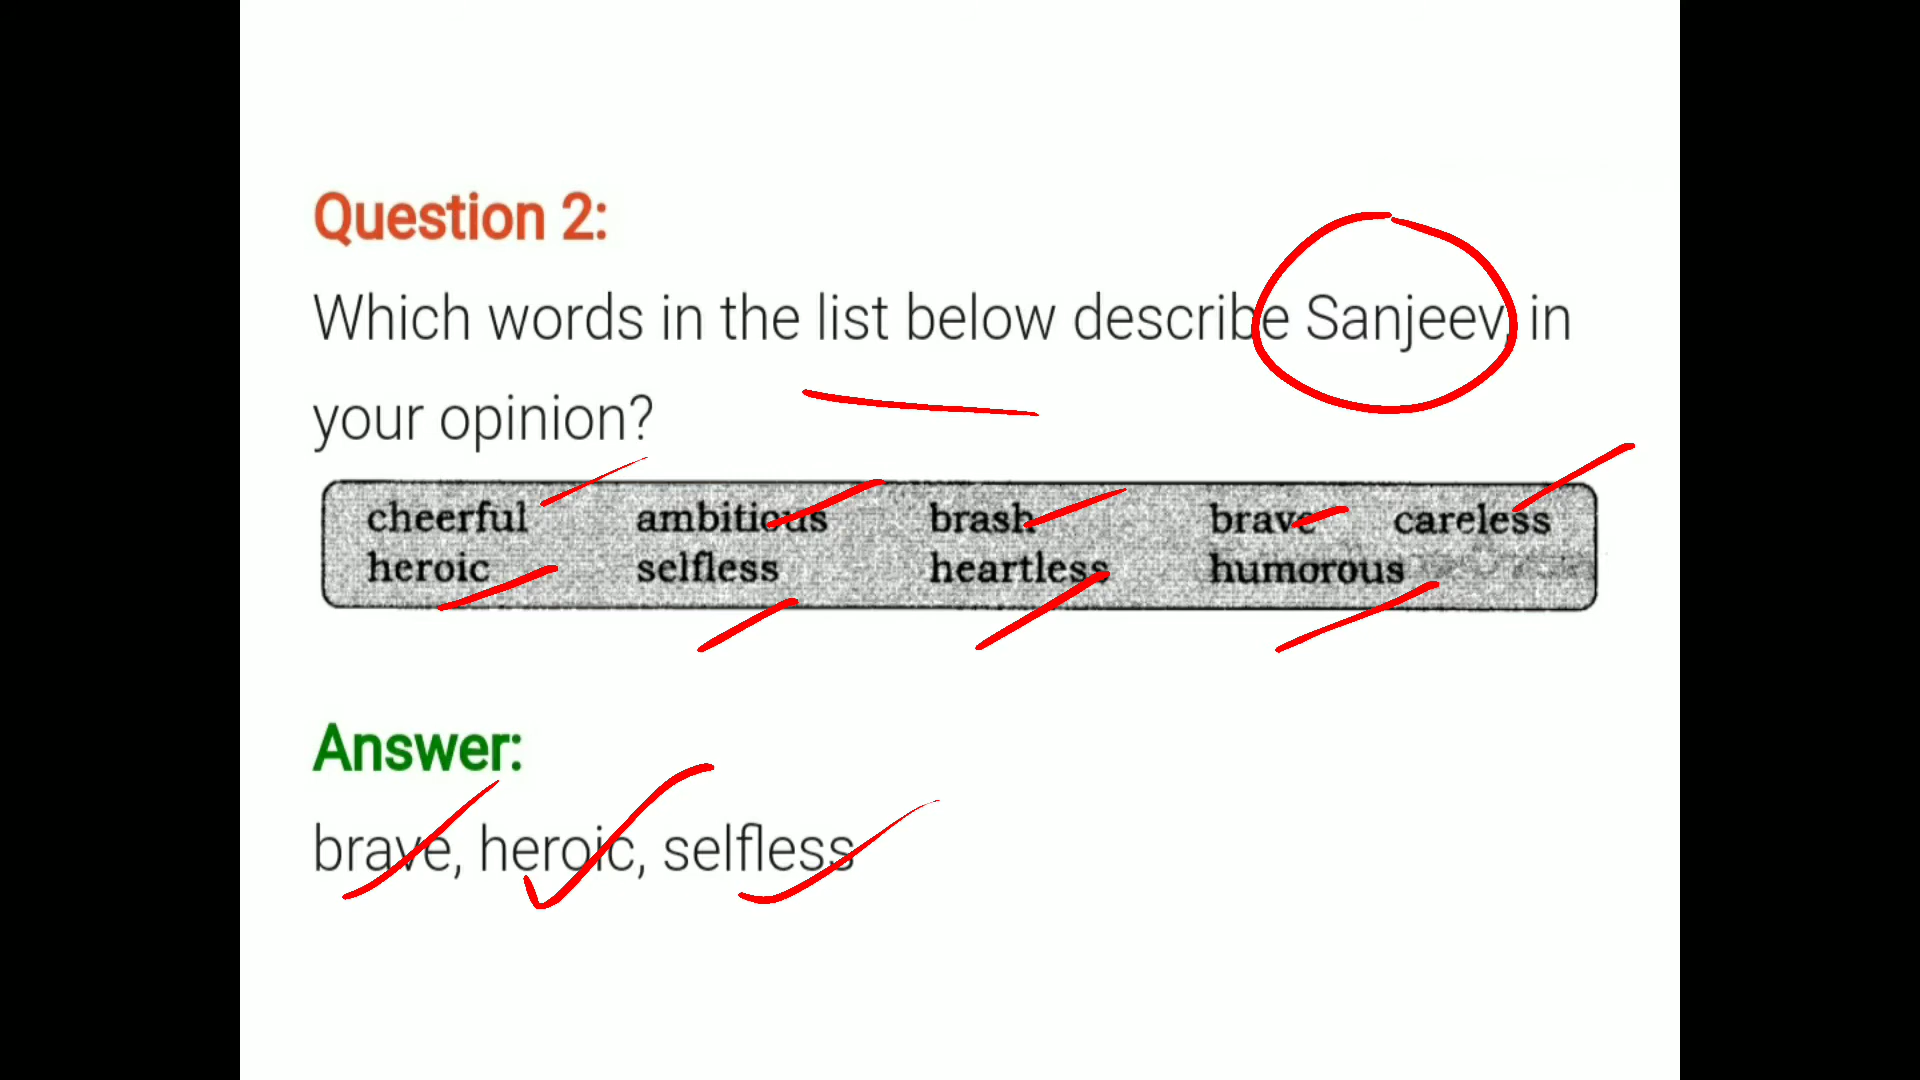 Question 2:
Which words in the list below describe Sanjeev, in
your opinion?
cheerful ambitious brash brave careless
heroic selfless heartless humorous
Answer:
brave, heroic, selfless